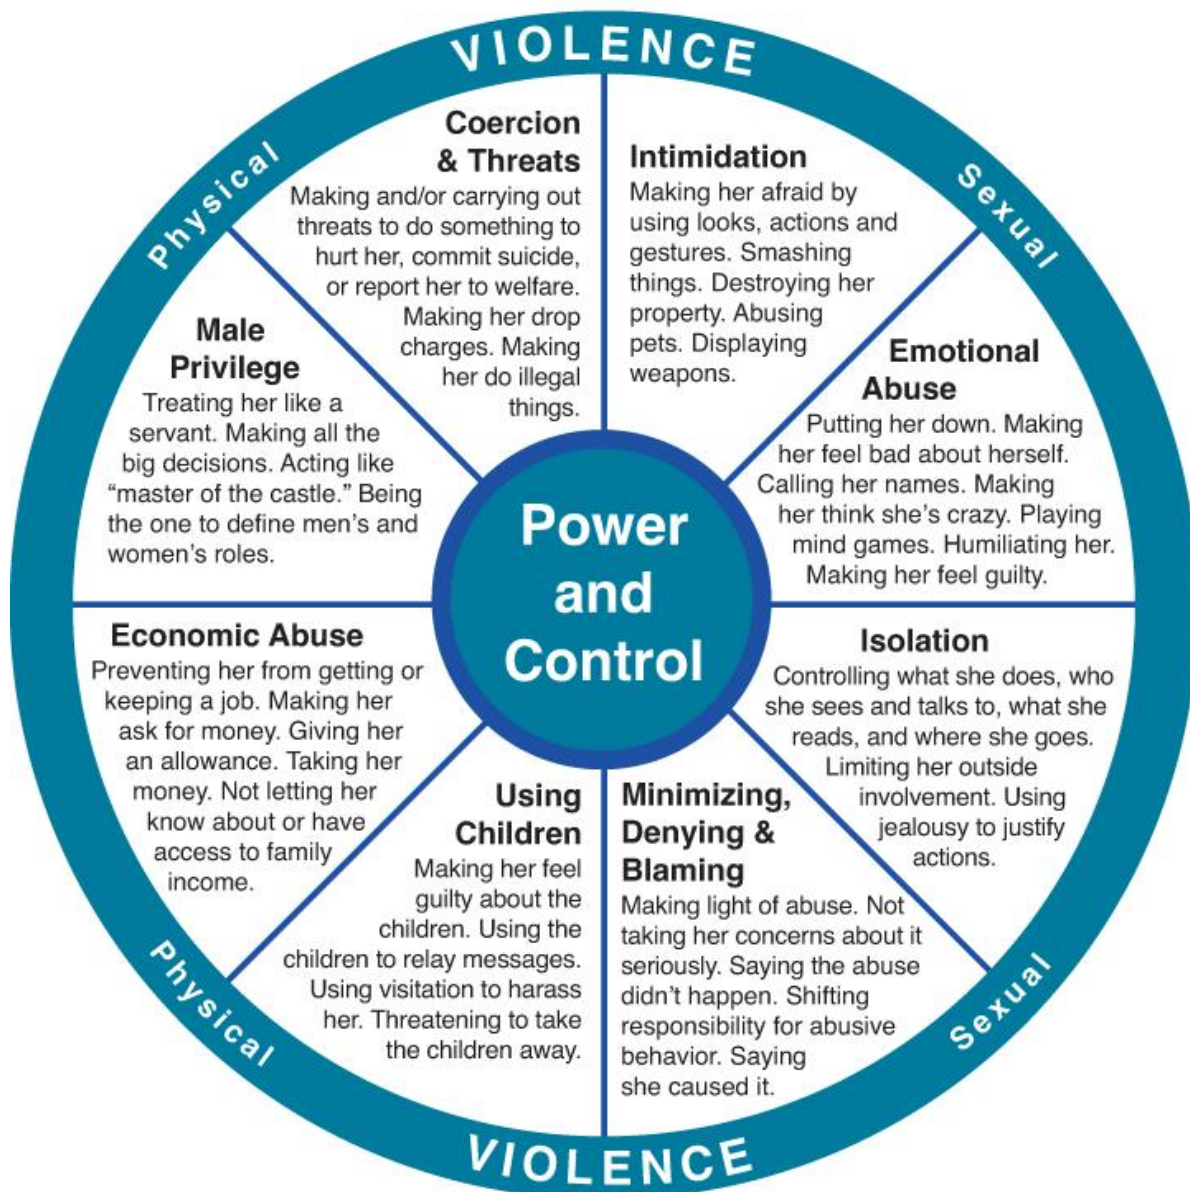 VIOLENCE
Physical
Sexual
Coercion
& Threats
Making and/or carrying out
threats to do something to
hurt her, commit suicide,
or report her to welfare.
Making her drop
charges. Making
her do illegal
things.
Intimidation
Making her afraid by
using looks, actions and
gestures. Smashing
things. Destroying her
property. Abusing
pets. Displaying
weapons.
Emotional
Abuse
Putting her down. Making
her feel bad about herself.
Calling her names. Making
her think she’s crazy. Playing
mind games. Humiliating her.
Making her feel guilty.
Isolation
Controlling what she does, who
she sees and talks to, what she
reads, and where she goes.
Limiting her outside
involvement. Using
jealousy to justify
actions.
Minimizing,
Denying &
Blaming
Making light of abuse. Not
taking her concerns about it
seriously. Saying the abuse
didn’t happen. Shifting
responsibility for abusive
behavior. Saying
she caused it.
Using
Children
Making her feel
guilty about the
children. Using the
children to relay messages.
Using visitation to harass
her. Threatening to take
the children away.
Economic Abuse
Preventing her from getting or
keeping a job. Making her
ask for money. Giving her
an allowance. Taking her
money. Not letting her
know about or have
access to family
income.
Male
Privilege
Treating her like a
servant. Making all the
big decisions. Acting like
“master of the castle.” Being
the one to define men’s and
women’s roles.
Power
and
Control
Physical
Sexual
VIOLENCE